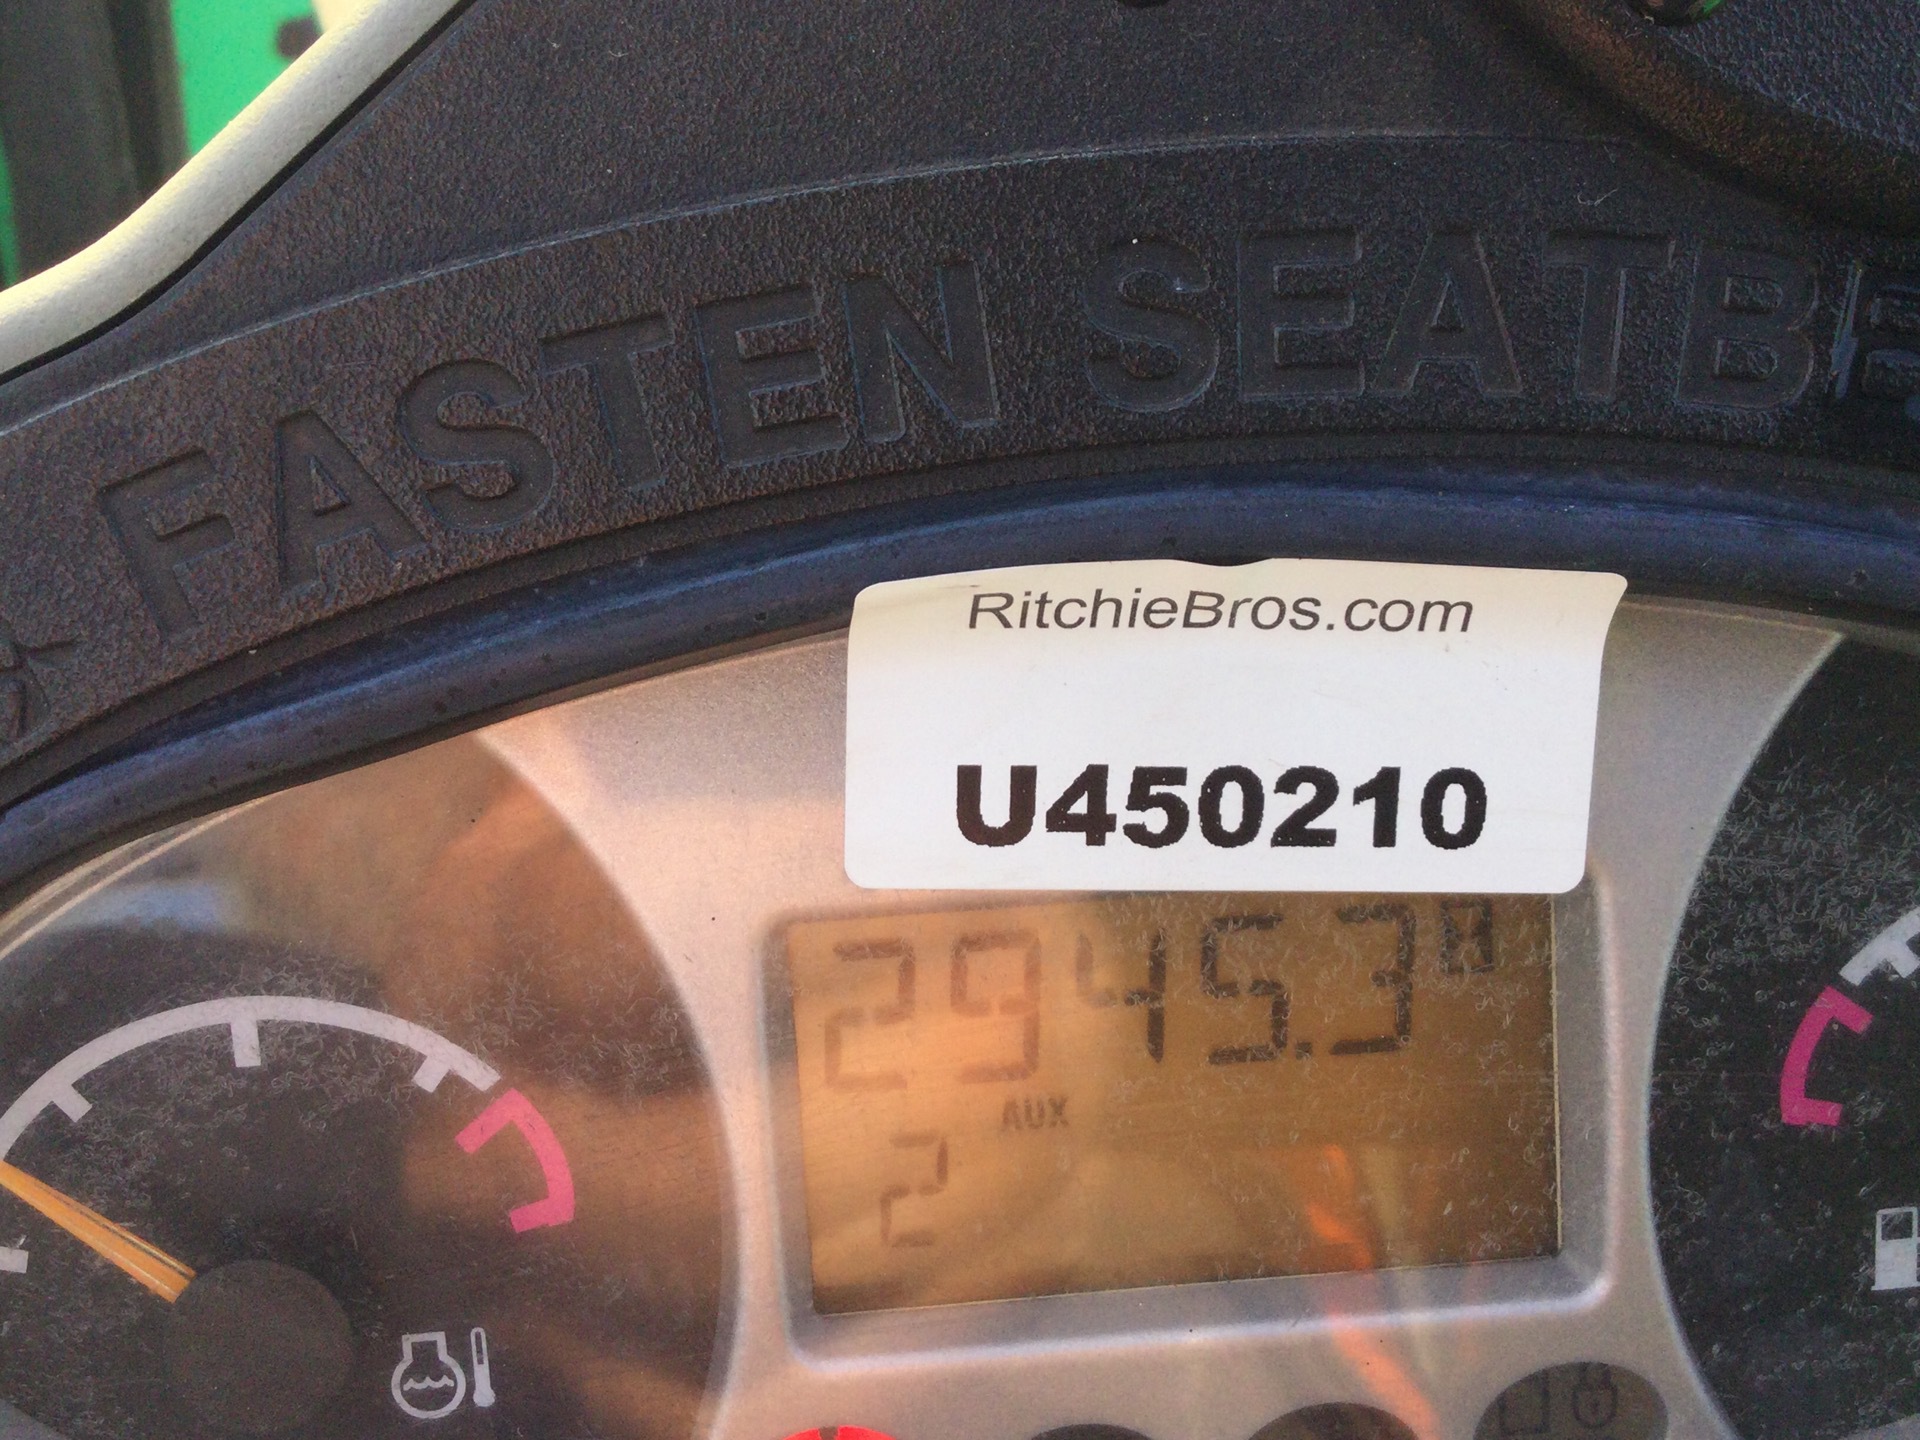 FASTEN SEATB
RitchieBros.com
U450210
2945.3 H
AUX
2